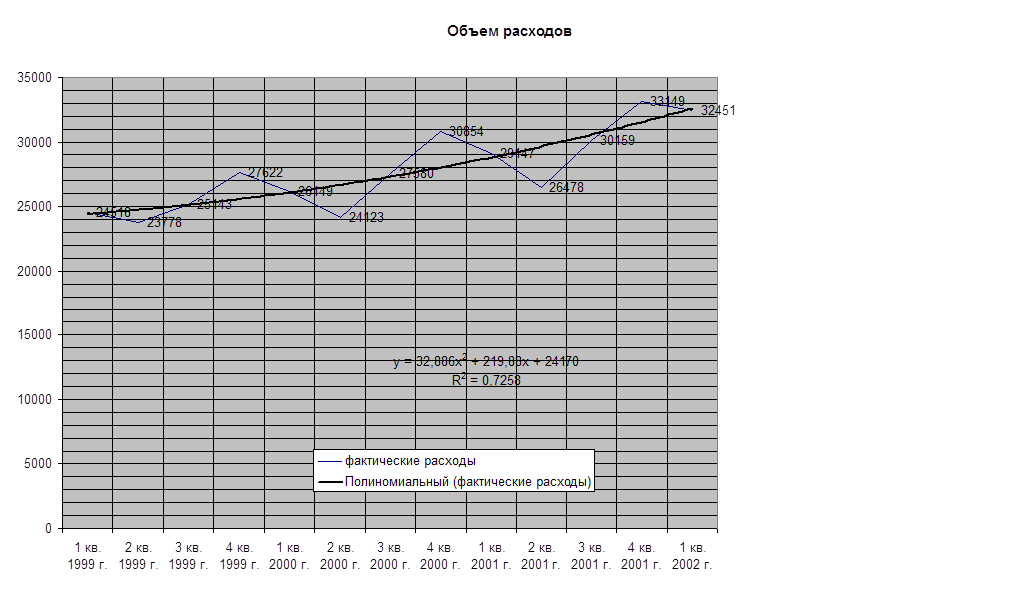 Объем расходов
35000
30000
25000
20000
15000
10000
5000
0
23778
27622
26149
24123
30854
29147
26478
30159
33149
32451
y = 32,886x² + 219,88x + 24170
R² = 0,7258
фактические расходы
Полиномиальный (фактические расходы)
1 кв. 2 кв. 3 кв. 4 кв. 1 кв. 2 кв. 3 кв. 4 кв. 1 кв. 2 кв. 3 кв. 4 кв. 1 кв.
1999 г. 1999 г. 1999 г. 1999 г. 2000 г. 2000 г. 2000 г. 2000 г. 2001 г. 2001 г. 2001 г. 2001 г. 2002 г.